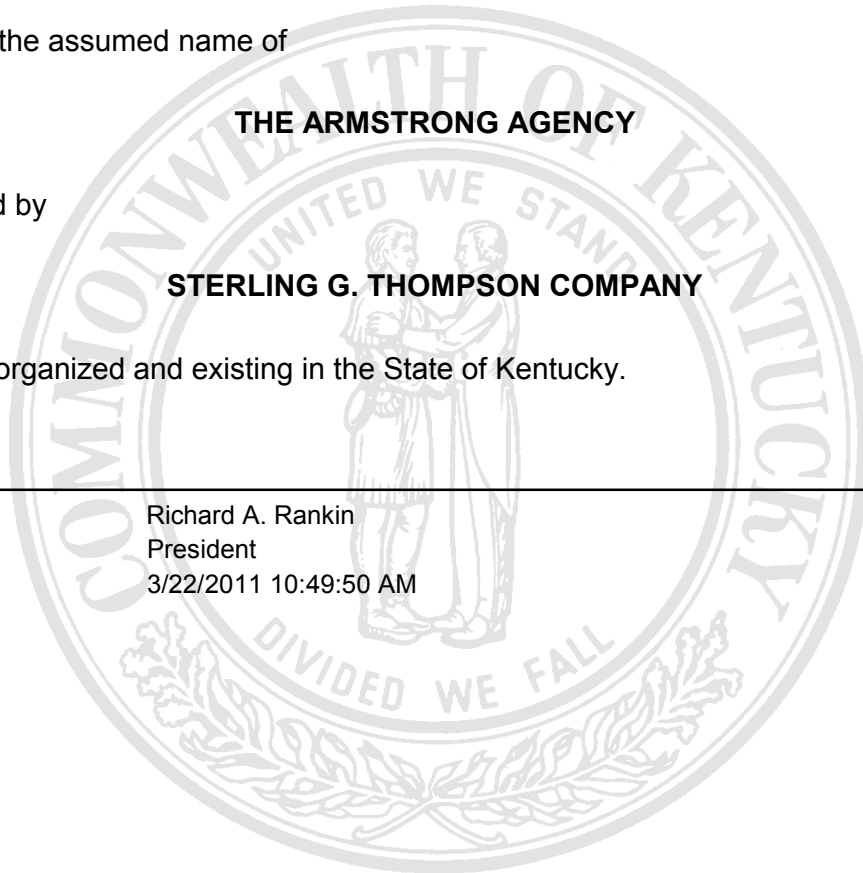 the assumed name of
THE ARMSTRONG AGENCY
d by
STERLING G. THOMPSON COMPANY
organized and existing in the State of Kentucky.
Richard A. Rankin
President
3/22/2011 10:49:50 AM
COMMONWEALTH OF KENTUCKY
UNITED WE STAND
DIVIDED WE FALL